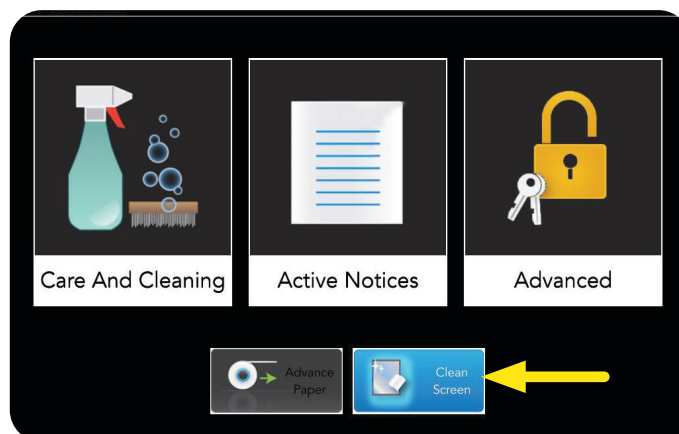 Care And Cleaning
Active Notices
Advanced
Advance
Paper
Clean
Screen